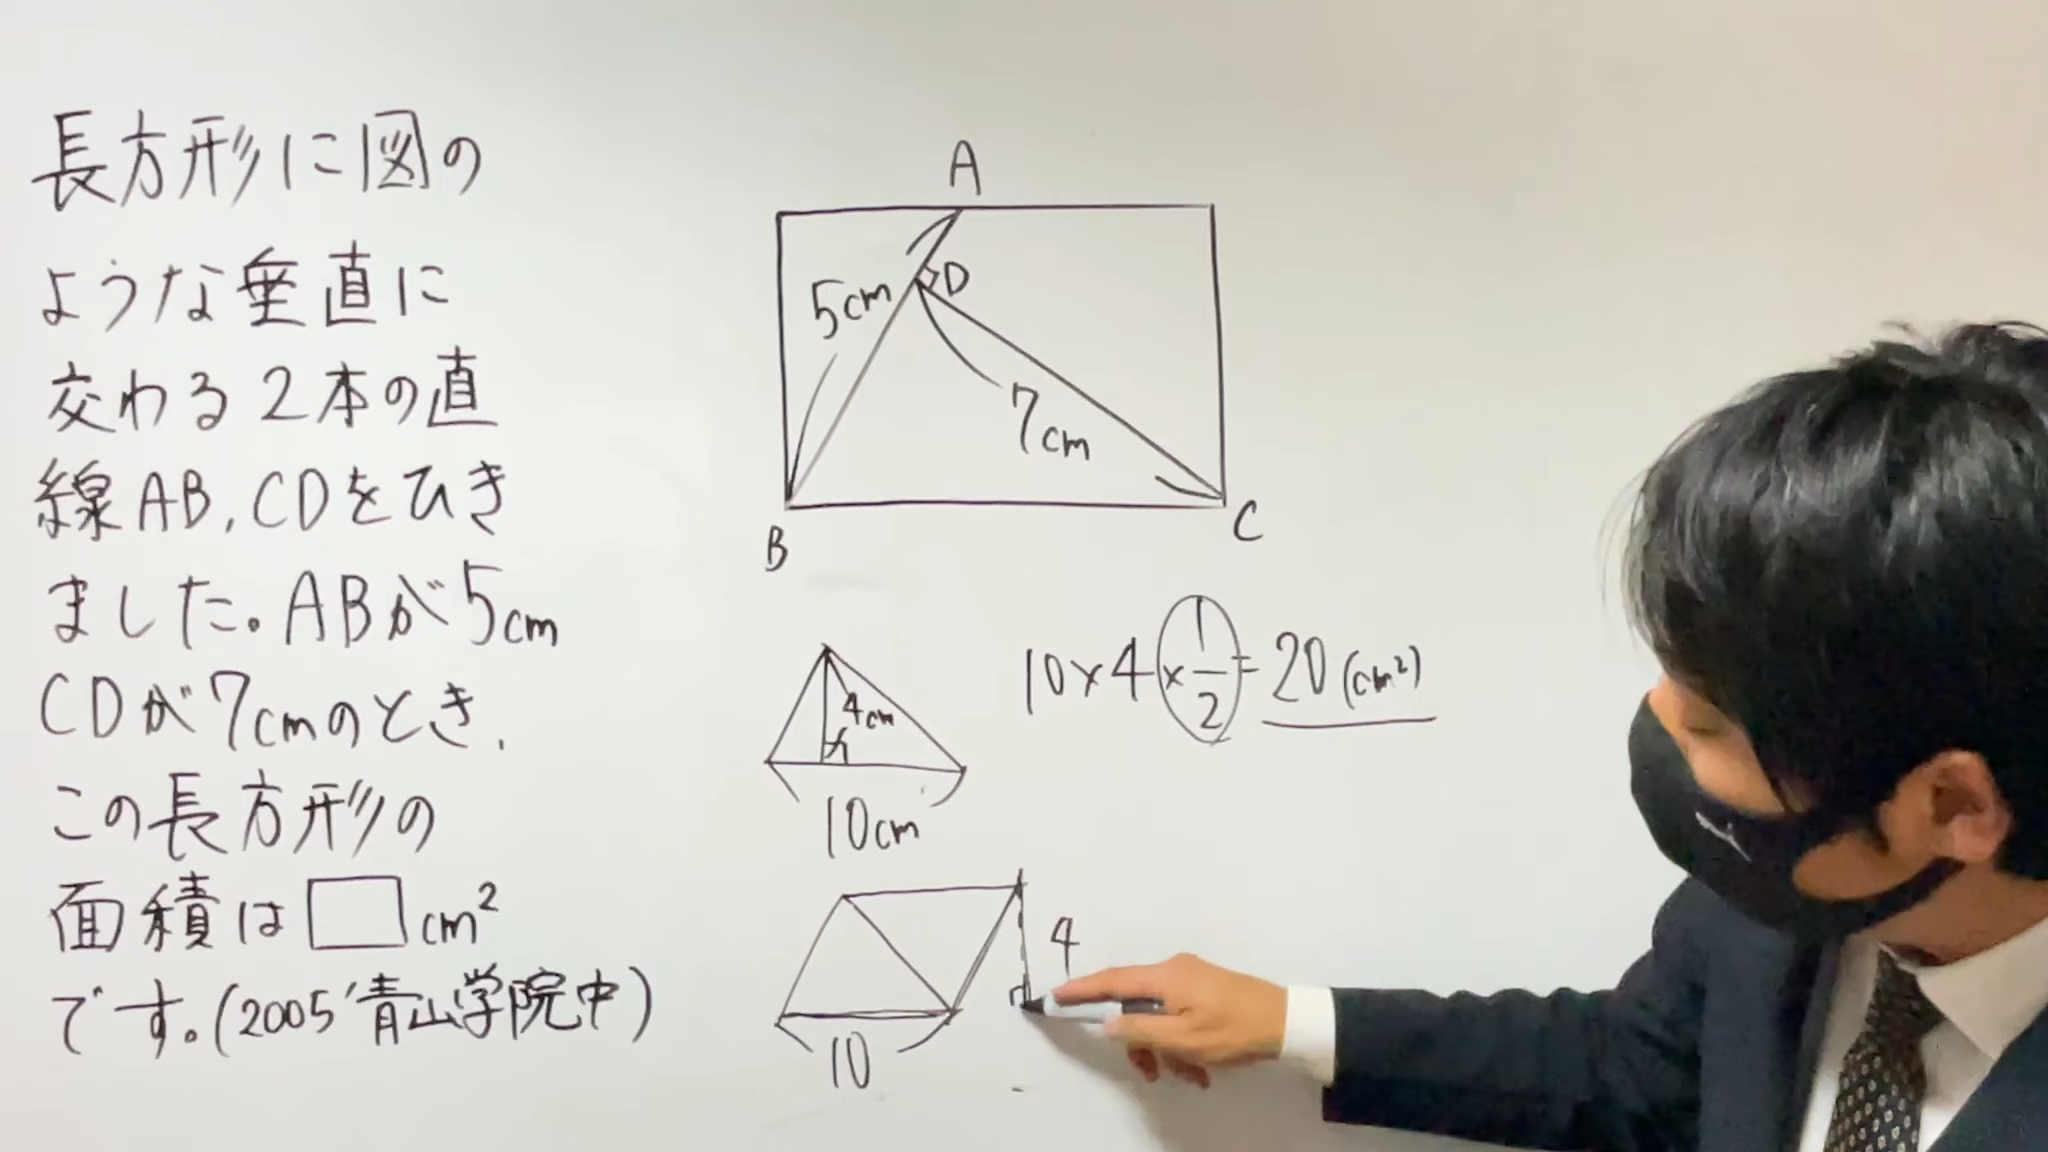 長方形に図の
ような垂直に
交わる2本の直
線AB,CDをひき
ました。ABが5cm
CDが7cmのとき、
この長方形の
面積は□cm²
です。(2005'青山学院中)
A
D
5cm
7cm
B
C
4cm
10cm
10×4×1/2=20(cm²)
4
10